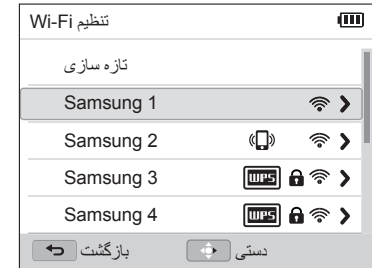 تنظیم Wi-Fi
تازه سازی
Samsung 1
Samsung 2
Samsung 3 WPS
Samsung 4 WPS
بازگشت دستی